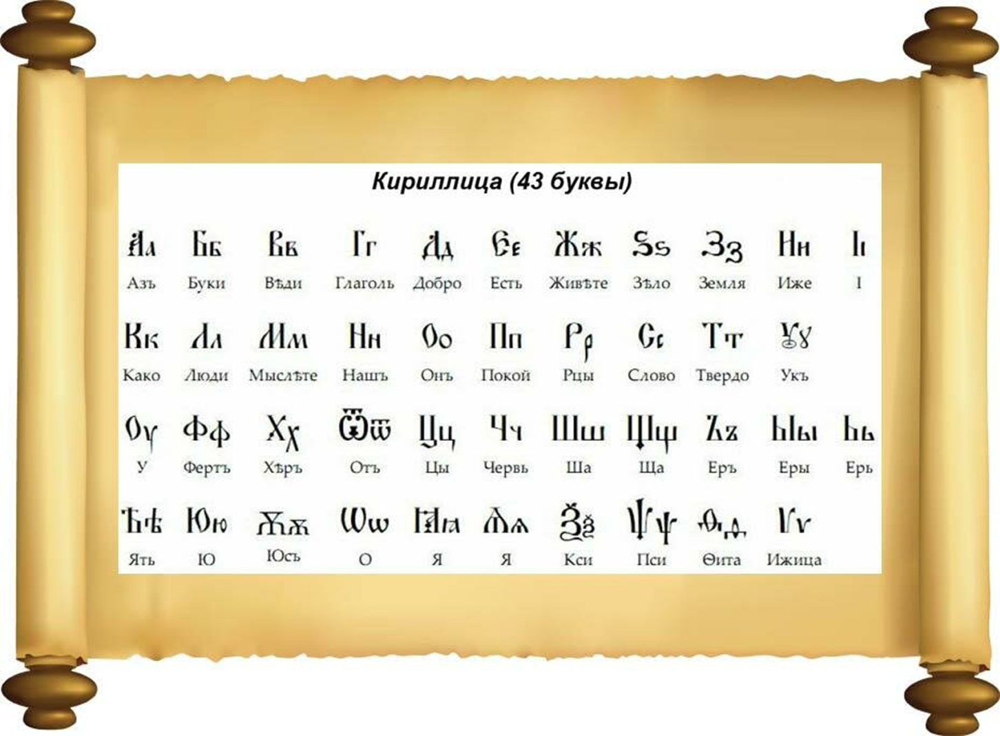 Кириллица (43 буквы)
Аа Бб Вв Гг Дд Єє Жж Ѕѕ Зз Ии Іі
Азъ Буки Вѣди Глаголь Добро Есть Живѣте Зѣло Земля Иже І
Кк Лл Мм Нн Оо Пп Рр Сс Тт Ꙋꙋ
Како Люди Мыслѣте Нашъ Онъ Покой Рцы Слово Твердо Укъ
Оу Фф Хх Ѿѿ Цц Чч Шш Щщ Ъъ Ыы Ьь
У Фертъ Хѣръ Отъ Цы Червь Ша Ща Еръ Еры Ерь
Ѣѣ Юю Ѫѫ Ѡѡ Ꙗꙗ Ѧѧ Ѯѯ Ѱѱ Ѳѳ Ѵѵ
Ять Ю Юсъ О Я Я Кси Пси Ѳита Ижица